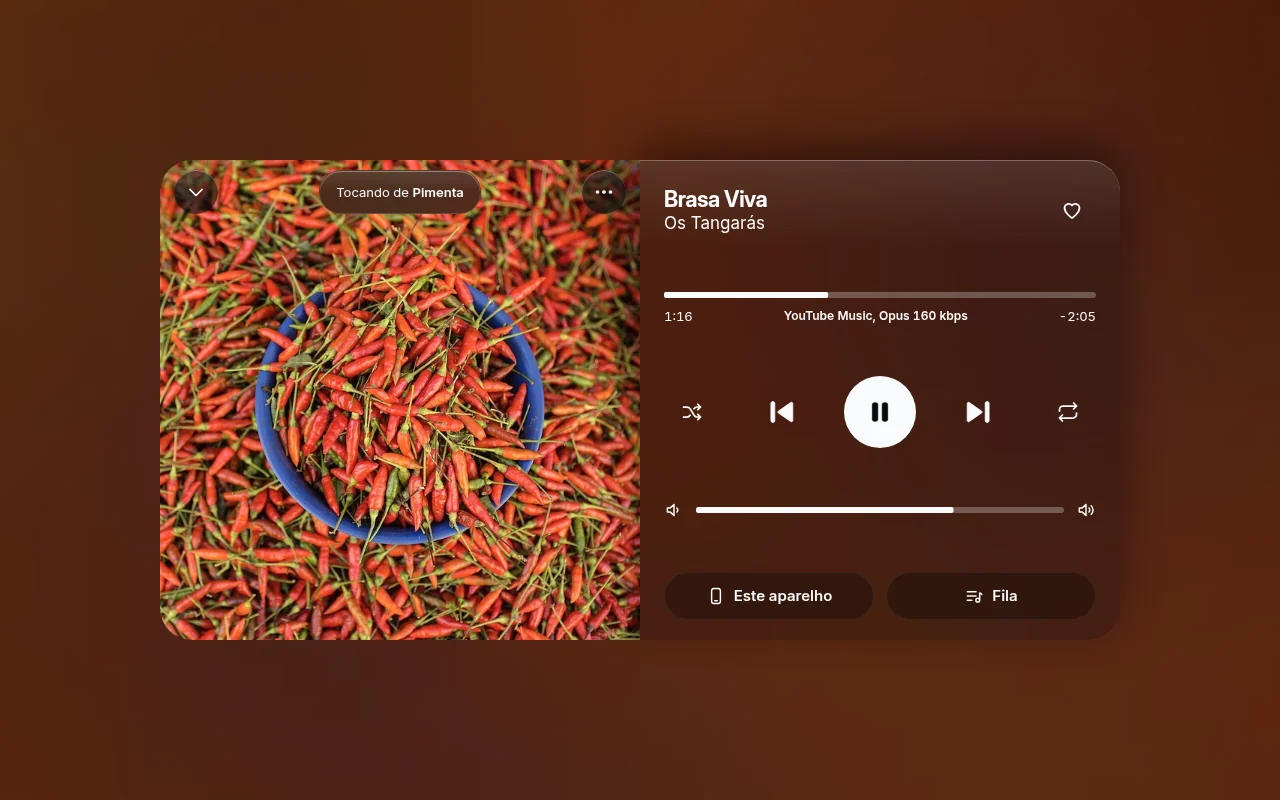 Tocando de Pimenta
Brasa Viva
Os Tangarás
1:16
YouTube Music, Opus 160 kbps
-2:05
Este aparelho
Fila